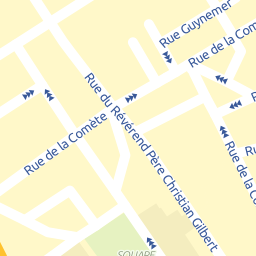 Rue Guynemer
Rue de la Com
Rue du Révérend Père Christian Gilbert
Rue de la Comète
Rue de la Co
Ru
SQUARE